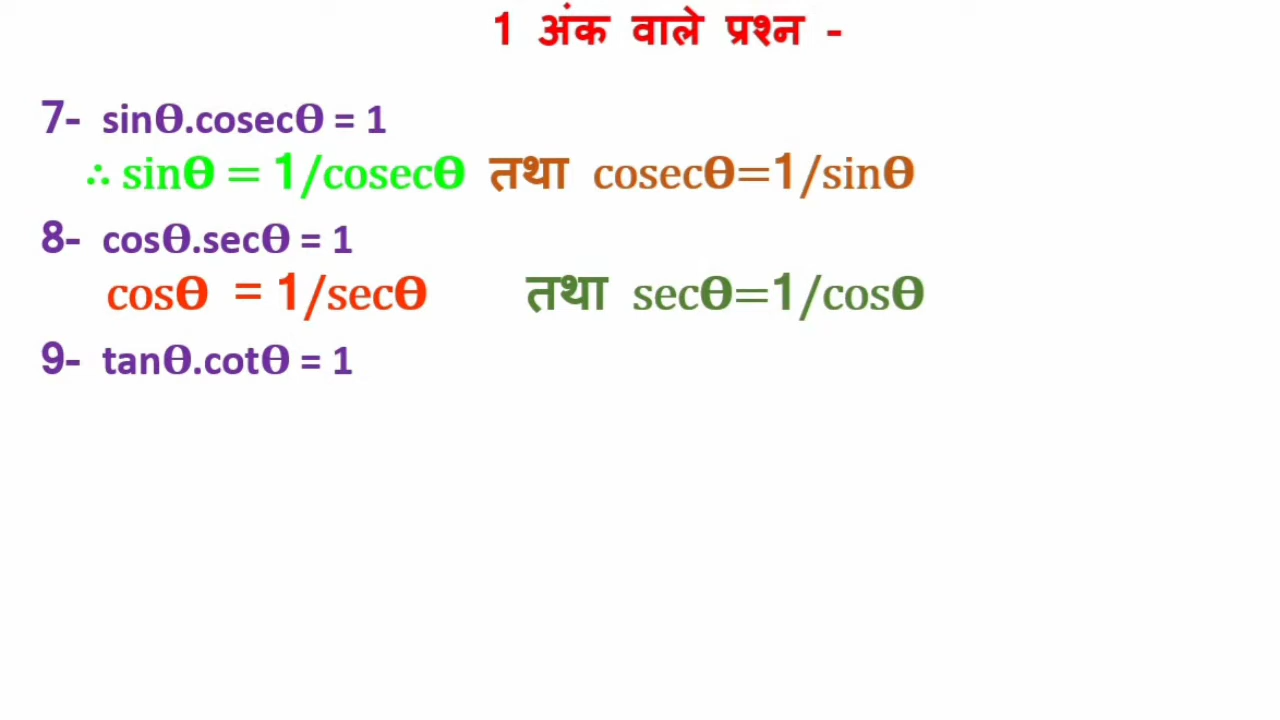 1 अंक वाले प्रश्न -
7- sinθ.cosecθ = 1
∴ sinθ = 1/cosecθ तथा cosecθ=1/sinθ
8- cosθ.secθ = 1
cosθ = 1/secθ तथा secθ=1/cosθ
9- tanθ.cotθ = 1